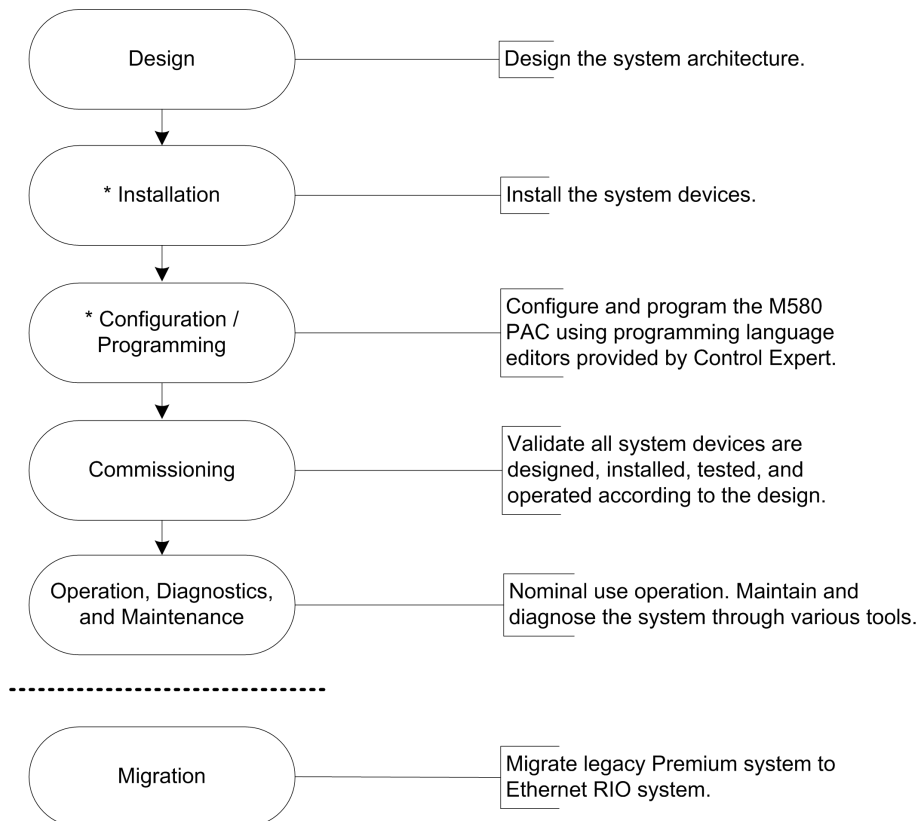 Design
Design the system architecture.
* Installation
Install the system devices.
* Configuration /
Programming
Configure and program the M580
PAC using programming language
editors provided by Control Expert.
Commissioning
Validate all system devices are
designed, installed, tested, and
operated according to the design.
Operation, Diagnostics,
and Maintenance
Nominal use operation. Maintain and
diagnose the system through various tools.
Migration
Migrate legacy Premium system to
Ethernet RIO system.